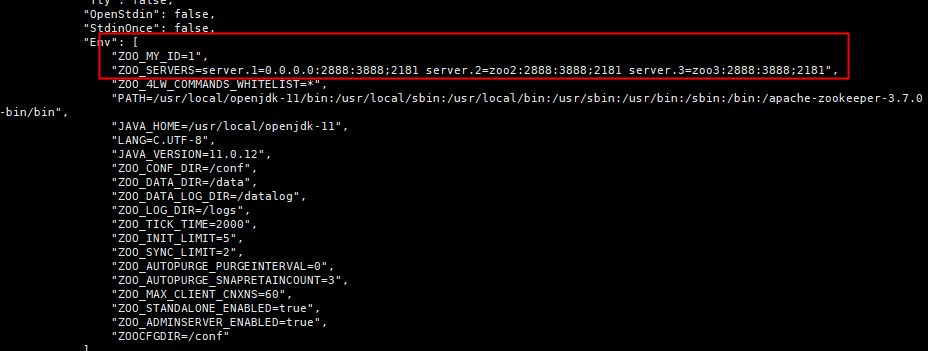 "Tty": false,
"OpenStdin": false,
"StdinOnce": false,
"Env": [
"ZOO_MY_ID=1",
"ZOO_SERVERS=server.1=0.0.0.0:2888:3888;2181 server.2=zoo2:2888:3888;2181 server.3=zoo3:2888:3888;2181",
"ZOO_4LW_COMMANDS_WHITELIST=*",
"PATH=/usr/local/openjdk-11/bin:/usr/local/sbin:/usr/local/bin:/usr/sbin:/usr/bin:/sbin:/bin:/apache-zookeeper-3.7.0
-bin/bin",
"JAVA_HOME=/usr/local/openjdk-11",
"LANG=C.UTF-8",
"JAVA_VERSION=11.0.12",
"ZOO_CONF_DIR=/conf",
"ZOO_DATA_DIR=/data",
"ZOO_DATA_LOG_DIR=/datalog",
"ZOO_LOG_DIR=/logs",
"ZOO_TICK_TIME=2000",
"ZOO_INIT_LIMIT=5",
"ZOO_SYNC_LIMIT=2",
"ZOO_AUTOPURGE_PURGEINTERVAL=0",
"ZOO_AUTOPURGE_SNAPRETAINCOUNT=3",
"ZOO_MAX_CLIENT_CNXNS=60",
"ZOO_STANDALONE_ENABLED=true",
"ZOO_ADMINSERVER_ENABLED=true",
"ZOOCFGDIR=/conf"
]